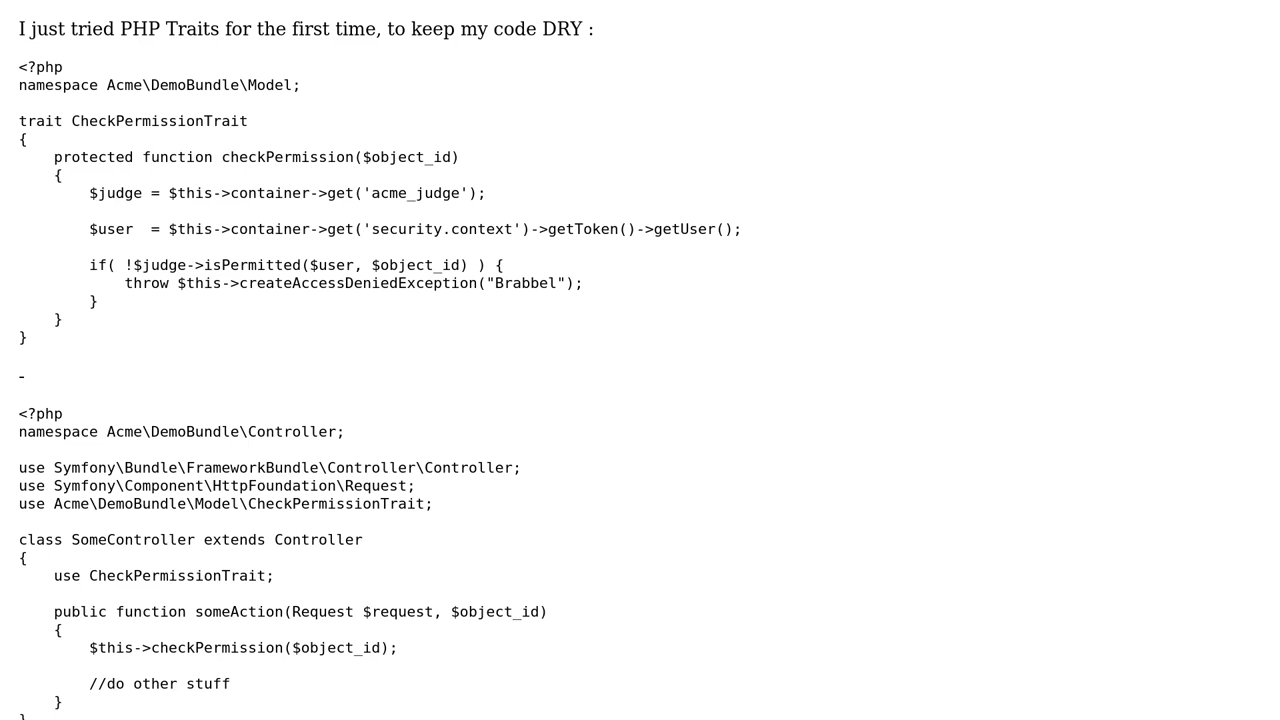 I just tried PHP Traits for the first time, to keep my code DRY :
<?php
namespace Acme\DemoBundle\Model;
trait CheckPermissionTrait
{
    protected function checkPermission($object_id)
    {
        $judge = $this->container->get('acme_judge');
        $user  = $this->container->get('security.context')->getToken()->getUser();
        if( !$judge->isPermitted($user, $object_id) ) {
            throw $this->createAccessDeniedException("Brabbel");
        }
    }
}
-
<?php
namespace Acme\DemoBundle\Controller;
use Symfony\Bundle\FrameworkBundle\Controller\Controller;
use Symfony\Component\HttpFoundation\Request;
use Acme\DemoBundle\Model\CheckPermissionTrait;
class SomeController extends Controller
{
    use CheckPermissionTrait;
    public function someAction(Request $request, $object_id)
    {
        $this->checkPermission($object_id);
        //do other stuff
    }
}